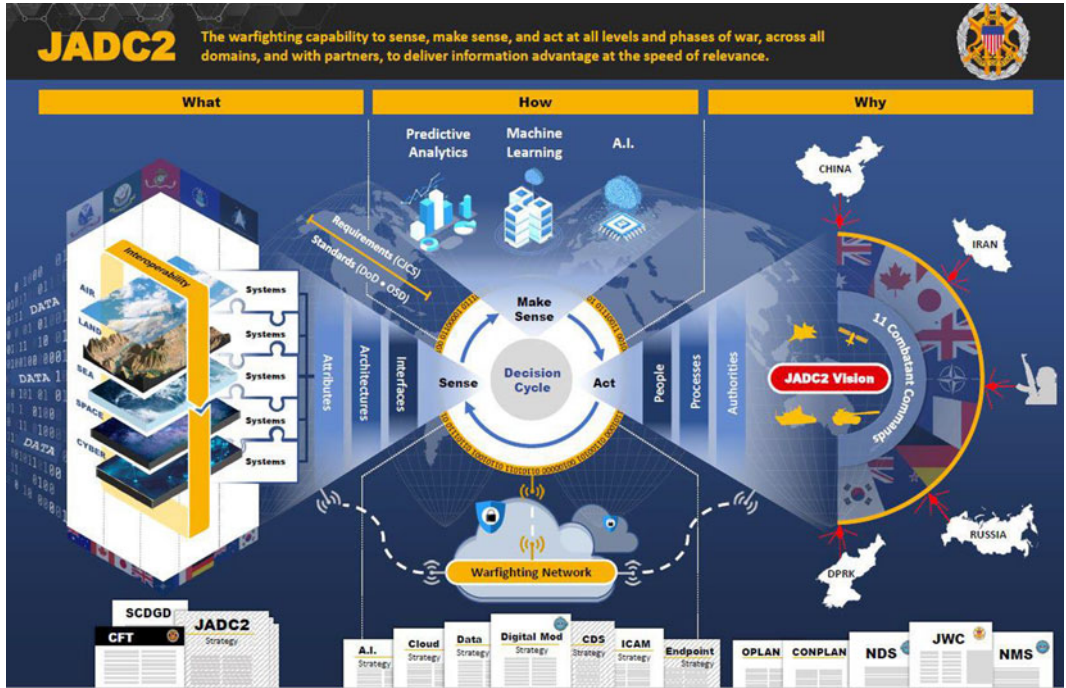 JADC2
The warfighting capability to sense, make sense, and act at all levels and phases of war, across all
domains, and with partners, to deliver information advantage at the speed of relevance.
What
How
Why
Predictive
Analytics
Machine
Learning
A.I.
Requirements (CJCS)
Standards (DoD • OSD)
Interoperability
AIR
LAND
SEA
SPACE
CYBER
DATA
DATA
DATA
Systems
Systems
Systems
Systems
Systems
Attributes
Architectures
Interfaces
Make
Sense
Sense
Decision
Cycle
Act
People
Processes
Authorities
JADC2 Vision
11 Combatant Commands
CHINA
IRAN
RUSSIA
DPRK
Warfighting Network
SCDGD
CFT
JADC2
Strategy
A.I.
Strategy
Cloud
Strategy
Data
Strategy
Digital Mod
Strategy
CDS
Strategy
ICAM
Strategy
Endpoint
Strategy
OPLAN
CONPLAN
NDS
JWC
NMS